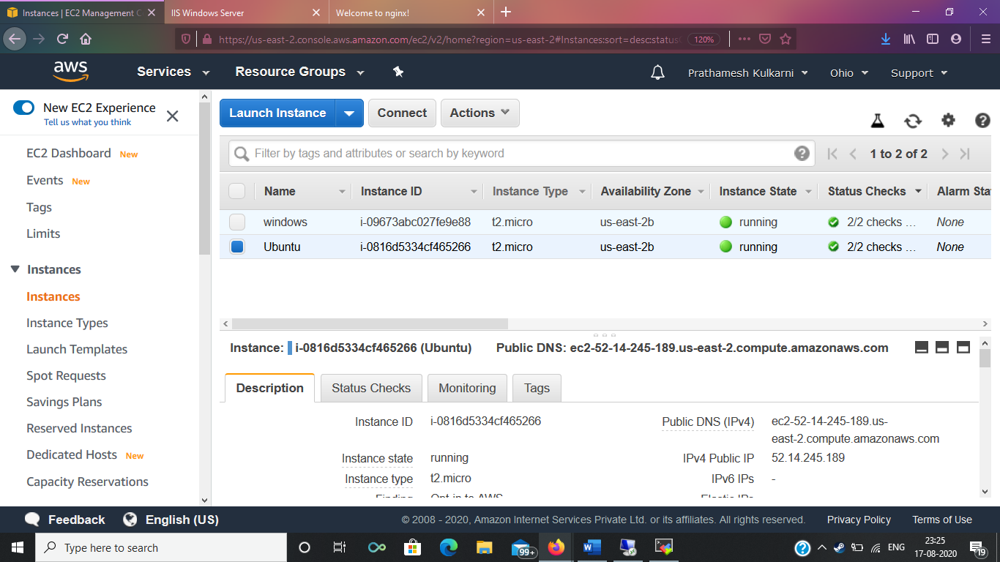 Instances | EC2 Management C
IIS Windows Server
Welcome to nginx!
https://us-east-2.console.aws.amazon.com/ec2/v2/home?region=us-east-2#Instances:sort=desc:status
120%
aws
Services
Resource Groups
Prathamesh Kulkarni
Ohio
Support
New EC2 Experience
Tell us what you think
EC2 Dashboard New
Events New
Tags
Limits
Instances
Instances
Instance Types
Launch Templates
Spot Requests
Savings Plans
Reserved Instances
Dedicated Hosts New
Capacity Reservations
Launch Instance
Connect
Actions
Filter by tags and attributes or search by keyword
1 to 2 of 2
Name Instance ID Instance Type Availability Zone Instance State Status Checks Alarm Sta
windows i-09673abc027fe9e88 t2.micro us-east-2b running 2/2 checks ... None
Ubuntu i-0816d5334cf465266 t2.micro us-east-2b running 2/2 checks ... None
Instance: i-0816d5334cf465266 (Ubuntu) Public DNS: ec2-52-14-245-189.us-east-2.compute.amazonaws.com
Description Status Checks Monitoring Tags
Instance ID i-0816d5334cf465266
Instance state running
Instance type t2.micro
Finding Opt-in to AWS
Public DNS (IPv4) ec2-52-14-245-189.us-
east-2.compute.amazonaws.com
IPv4 Public IP 52.14.245.189
IPv6 IPs -
Elastic IPs
Feedback
English (US)
© 2008 - 2020, Amazon Internet Services Private Ltd. or its affiliates. All rights reserved.
Privacy Policy
Terms of Use
Type here to search
99+
ENG
23:25
17-08-2020
19